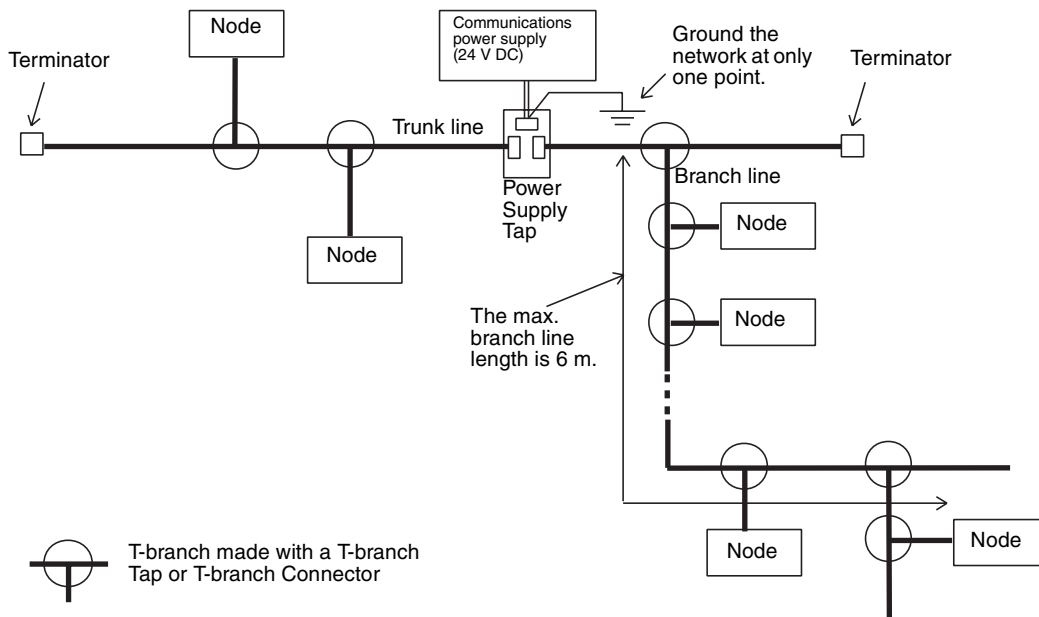 Node
Communications
power supply
(24 V DC)
Ground the
network at only
one point.
Terminator
Terminator
Trunk line
Power
Supply
Tap
Branch line
Node
Node
Node
The max.
branch line
length is 6 m.
Node
Node
T-branch made with a T-branch
Tap or T-branch Connector